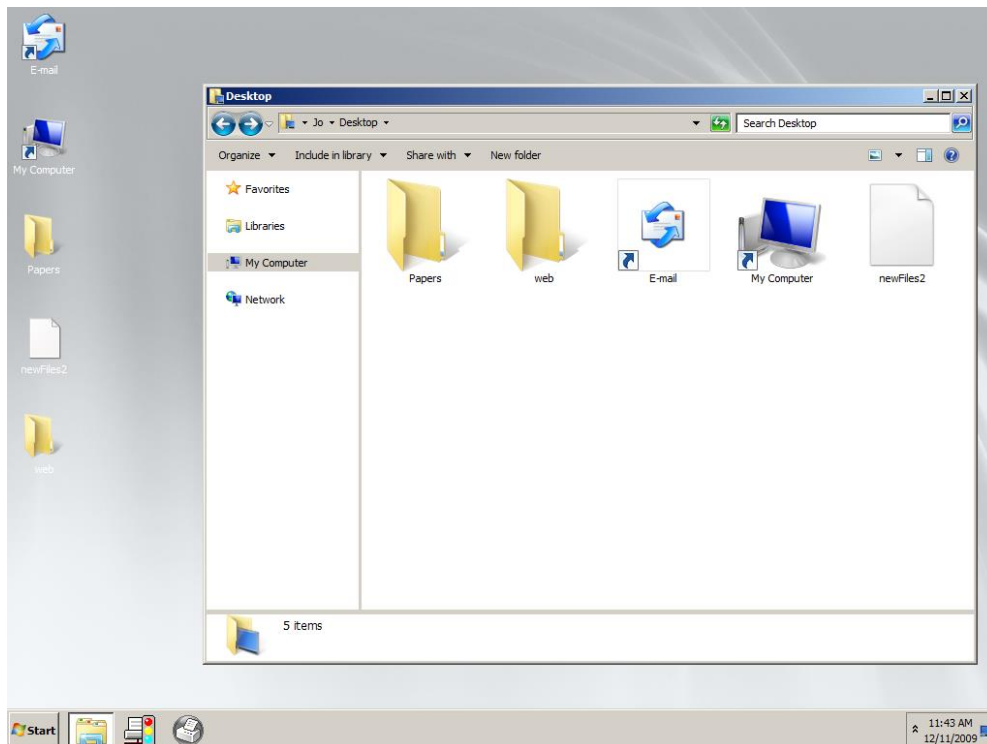 E-mail
My Computer
Papers
newFiles2
web
Desktop
Jo Desktop
Search Desktop
Organize Include in library Share with New folder
Favorites
Libraries
My Computer
Network
Papers web E-mail My Computer newFiles2
5 items
Start
11:43 AM
12/11/2009